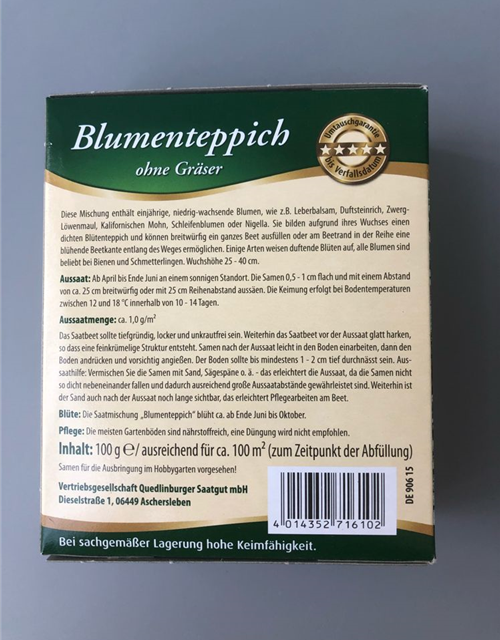 Blumenteppich
ohne Gräser
Umtauschgarantie
bis Verfallsdatum
Diese Mischung enthält einjährige, niedrig-wachsende Blumen, wie z.B. Leberbalsam, Duftsteinrich, Zwerg-
Löwenmaul, Kalifornischen Mohn, Schleifenblumen oder Nigella. Sie bilden aufgrund ihres Wuchses einen
dichten Blütenteppich und können breitwürfig ein ganzes Beet ausfüllen oder am Beetrand in der Reihe eine
blühende Beetkante entlang des Weges ermöglichen. Einige Arten weisen duftende Blüten auf, alle Blumen sind
beliebt bei Bienen und Schmetterlingen. Wuchshöhe 25 - 40 cm.
Aussaat: Ab April bis Ende Juni an einem sonnigen Standort. Die Samen 0,5 - 1 cm flach und mit einem Abstand
von ca. 25 cm breitwürfig oder mit 25 cm Reihenabstand aussäen. Die Keimung erfolgt bei Bodentemperaturen
zwischen 12 und 18 °C innerhalb von 10 - 14 Tagen.
Aussaatmenge: ca. 1,0 g/m²
Das Saatbeet sollte tiefgründig, locker und unkrautfrei sein. Weiterhin das Saatbeet vor der Aussaat glatt harken,
so dass eine feinkrümelige Struktur entsteht. Samen nach der Aussaat leicht in den Boden einarbeiten, dann den
Boden andrücken und vorsichtig angießen. Der Boden sollte bis mindestens 1 - 2 cm tief durchnässt sein. Aus-
saathilfe: Vermischen Sie die Samen mit Sand, Sägespäne o. ä. - das erleichtert die Aussaat, da die Samen nicht
so dicht nebeneinander fallen und dadurch ausreichend große Aussaatabstände gewährleistet sind. Weiterhin ist
der Sand auch nach der Aussaat noch lange sichtbar, das erleichtert Pflegearbeiten am Beet.
Blüte: Die Saatmischung „Blumenteppich" blüht ca. ab Ende Juni bis Oktober.
Pflege: Die meisten Gartenböden sind nährstoffreich, eine Düngung wird nicht empfohlen.
Inhalt: 100 g ℮/ ausreichend für ca. 100 m² (zum Zeitpunkt der Abfüllung)
Samen für die Ausbringung im Hobbygarten vorgesehen!
Vertriebsgesellschaft Quedlinburger Saatgut mbH
Dieselstraße 1, 06449 Aschersleben
4 014352 716102
DE 906 15
Bei sachgemäßer Lagerung hohe Keimfähigkeit.